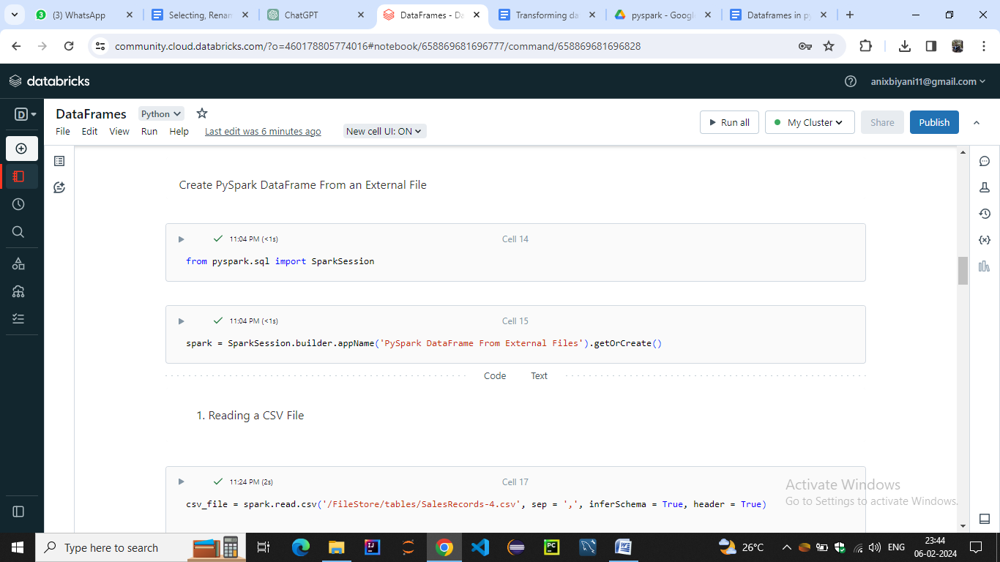 (3) WhatsApp
Selecting, Renam
ChatGPT
DataFrames - Da
Transforming da
pyspark - Googl
Dataframes in py
community.cloud.databricks.com/?o=460178805774016#notebook/658869681696777/command/658869681696828
databricks
anixbiyani11@gmail.com
D
DataFrames
Python
File Edit View Run Help Last edit was 6 minutes ago New cell UI: ON
Run all
My Cluster
Share
Publish
Create PySpark DataFrame From an External File
11:04 PM (<1s)
Cell 14
from pyspark.sql import SparkSession
11:04 PM (<1s)
Cell 15
spark = SparkSession.builder.appName('PySpark DataFrame From External Files').getOrCreate()
Code Text
1. Reading a CSV File
11:24 PM (2s)
Cell 17
csv_file = spark.read.csv('/FileStore/tables/SalesRecords-4.csv', sep = ',', inferSchema = True, header = True)
Activate Windows
Go to Settings to activate Windows.
Type here to search
26°C
ENG
23:44
06-02-2024